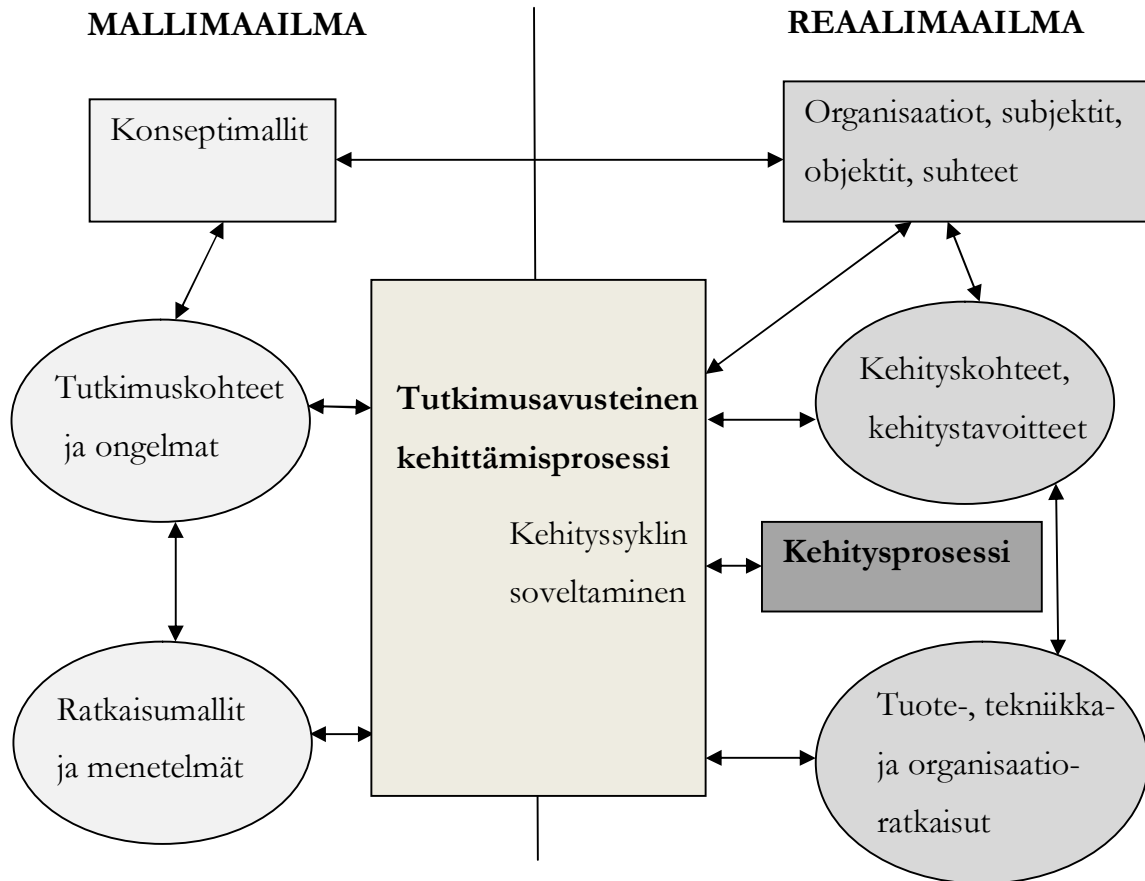 MALLIMAAILMA
REAALIMAAILMA
Konseptimallit
Organisaatiot, subjektit,
objektit, suhteet
Tutkimuskohteet
ja ongelmat
Tutkimusavusteinen
kehittämisprosessi
Kehityssyklin
soveltaminen
Kehityskohteet,
kehitystavoitteet
Kehitysprosessi
Ratkaisumallit
ja menetelmät
Tuote-, tekniikka-
ja organisaatio-
ratkaisut